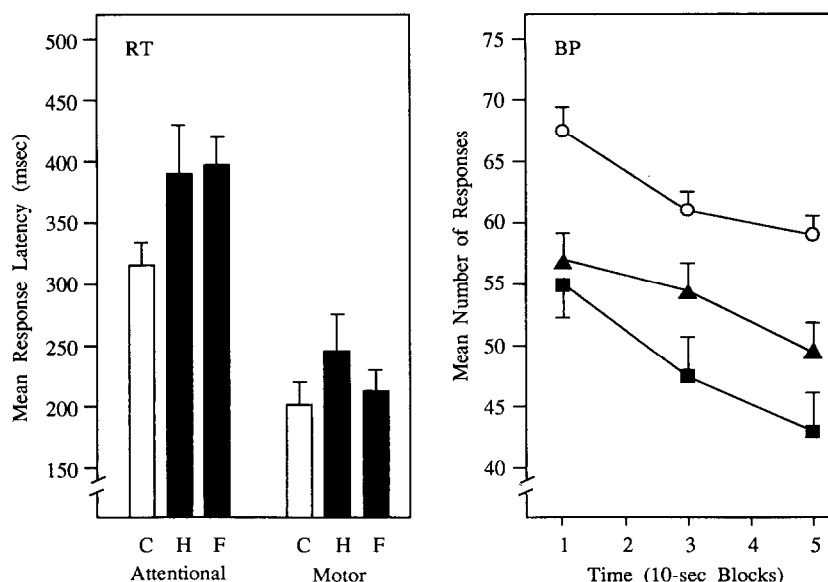 RT
Mean Response Latency (msec)
500
450
400
350
300
250
200
150
C H F C H F
Attentional Motor
BP
Mean Number of Responses
75
70
65
60
55
50
45
40
1 2 3 4 5
Time (10-sec Blocks)